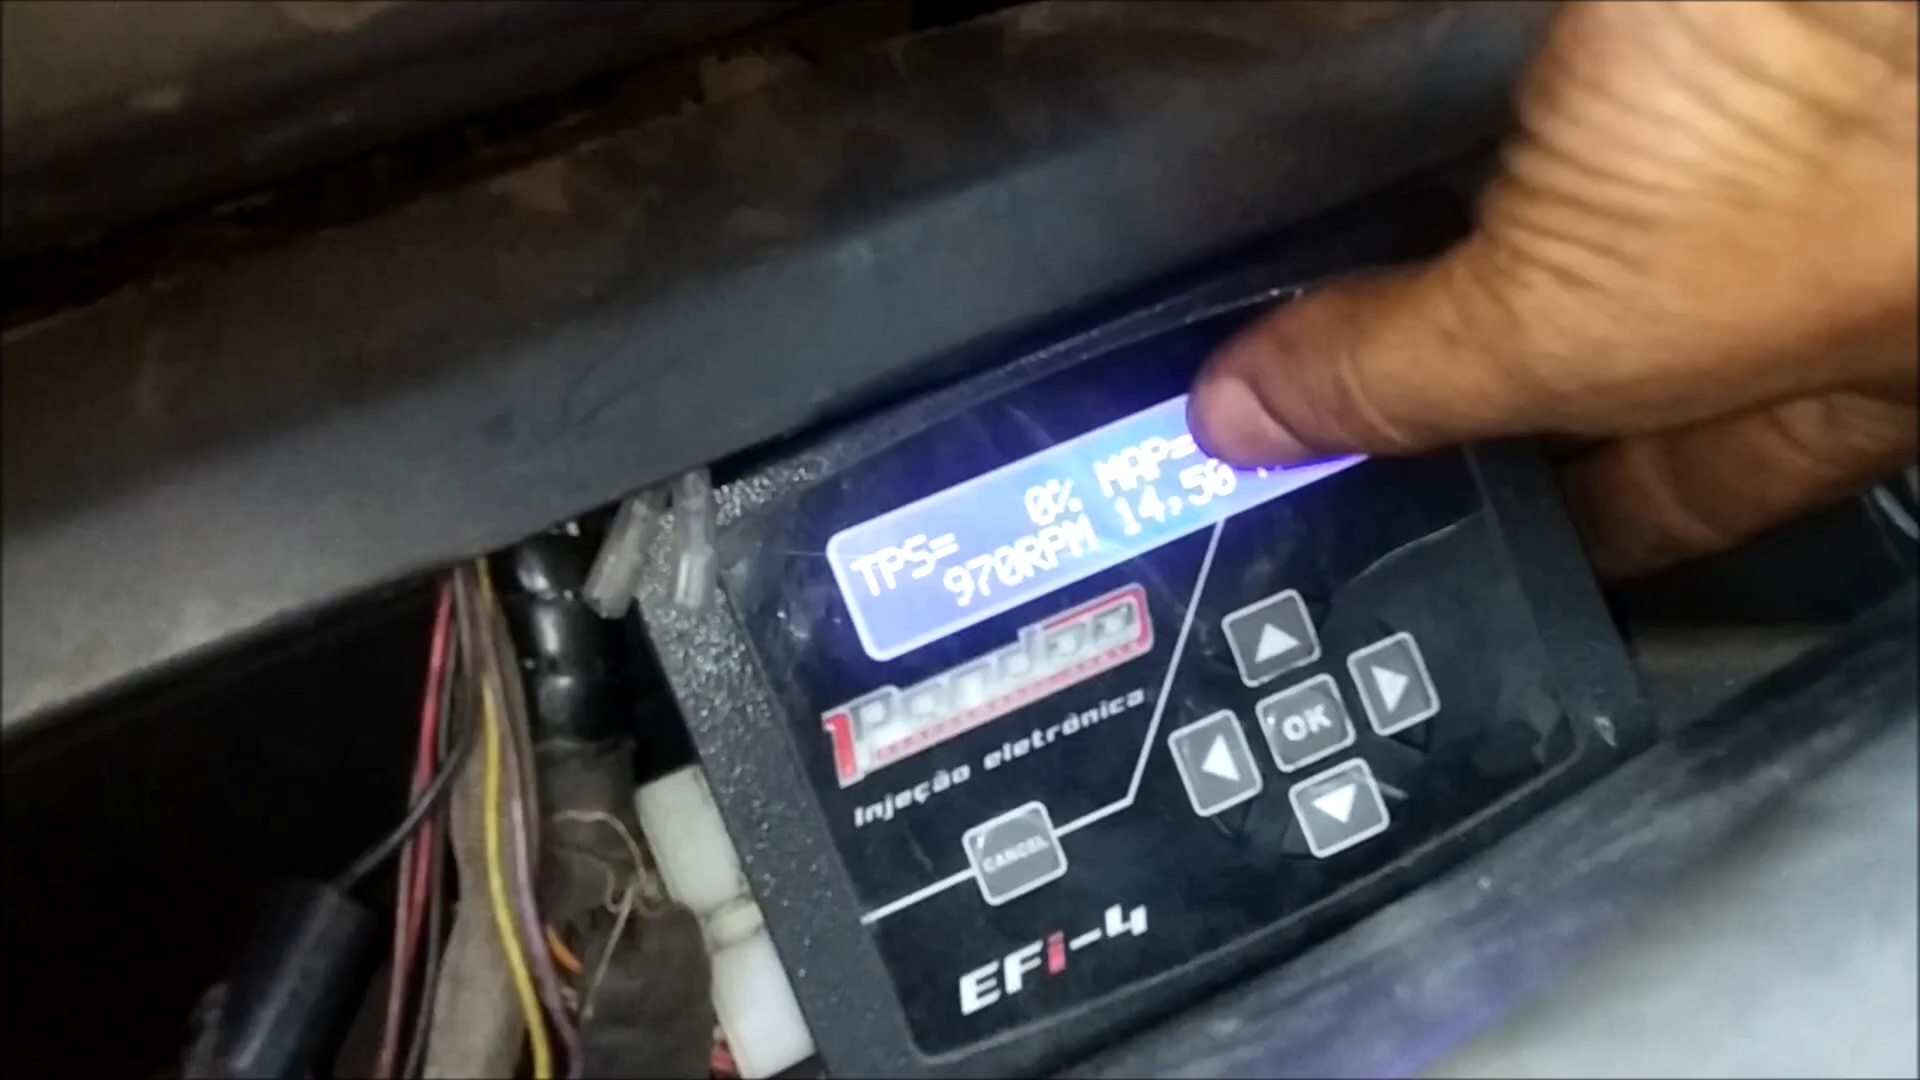 TPS= 0% MAP=
970RPM 14,50
Pandoo
Injeção eletrônica
OK
CANCEL
EFi-4